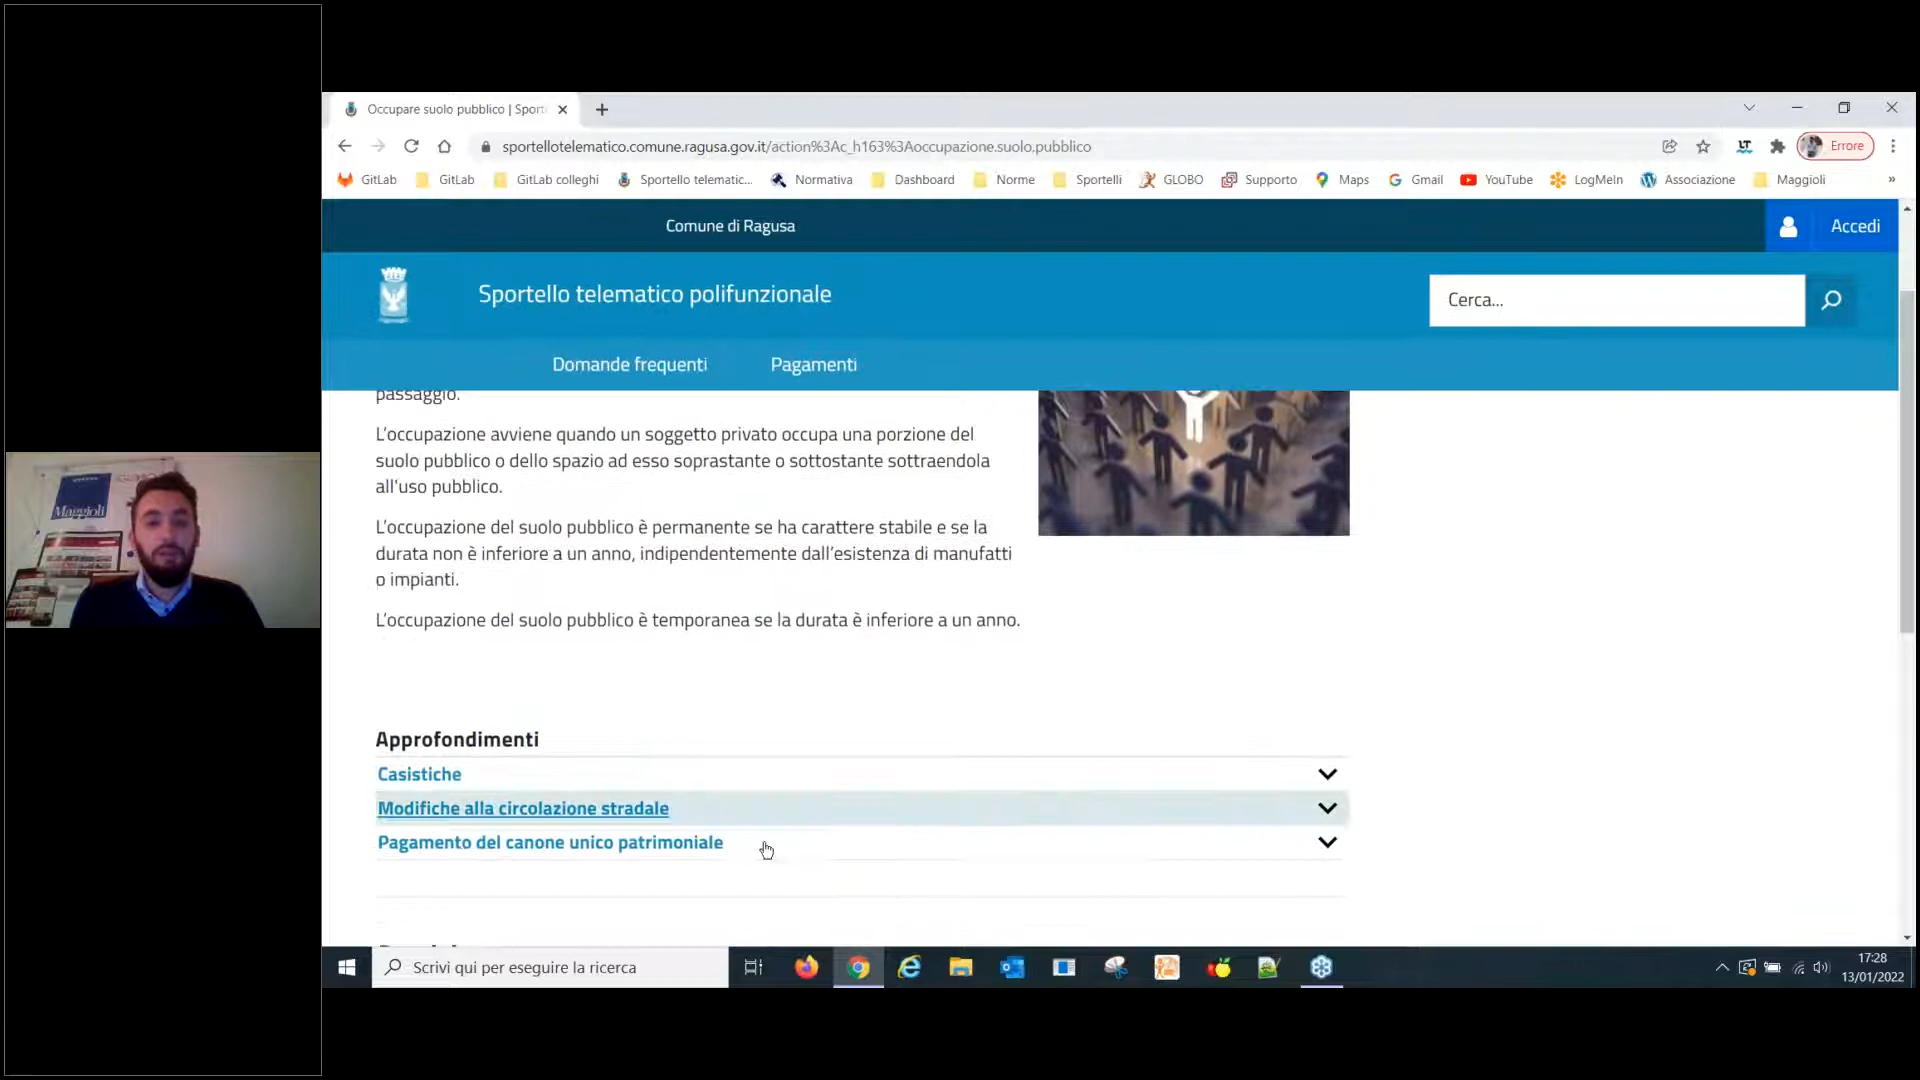 Occupare suolo pubblico | Sport
sportellotelematico.comune.ragusa.gov.it/action%3Ac_h163%3Aoccupazione.suolo.pubblico
Errore
GitLab
GitLab
GitLab colleghi
Sportello telematic...
Normativa
Dashboard
Norme
Sportelli
GLOBO
Supporto
Maps
Gmail
YouTube
LogMeIn
Associazione
Maggioli
»
Comune di Ragusa
Accedi
Sportello telematico polifunzionale
Cerca...
Domande frequenti
Pagamenti
passaggio.
L'occupazione avviene quando un soggetto privato occupa una porzione del
suolo pubblico o dello spazio ad esso soprastante o sottostante sottraendola
all'uso pubblico.
L'occupazione del suolo pubblico è permanente se ha carattere stabile e se la
durata non è inferiore a un anno, indipendentemente dall'esistenza di manufatti
o impianti.
L'occupazione del suolo pubblico è temporanea se la durata è inferiore a un anno.
Maggioli
Approfondimenti
Casistiche
Modifiche alla circolazione stradale
Pagamento del canone unico patrimoniale
Scrivi qui per eseguire la ricerca
17:28
13/01/2022